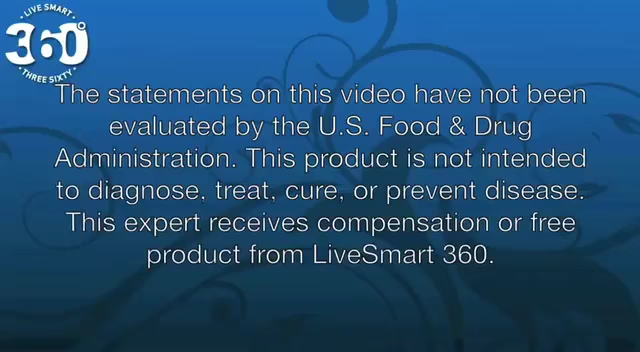 LIVE SMART
360°
THREE SIXTY
The statements on this video have not been
evaluated by the U.S. Food & Drug
Administration. This product is not intended
to diagnose, treat, cure, or prevent disease.
This expert receives compensation or free
product from LiveSmart 360.